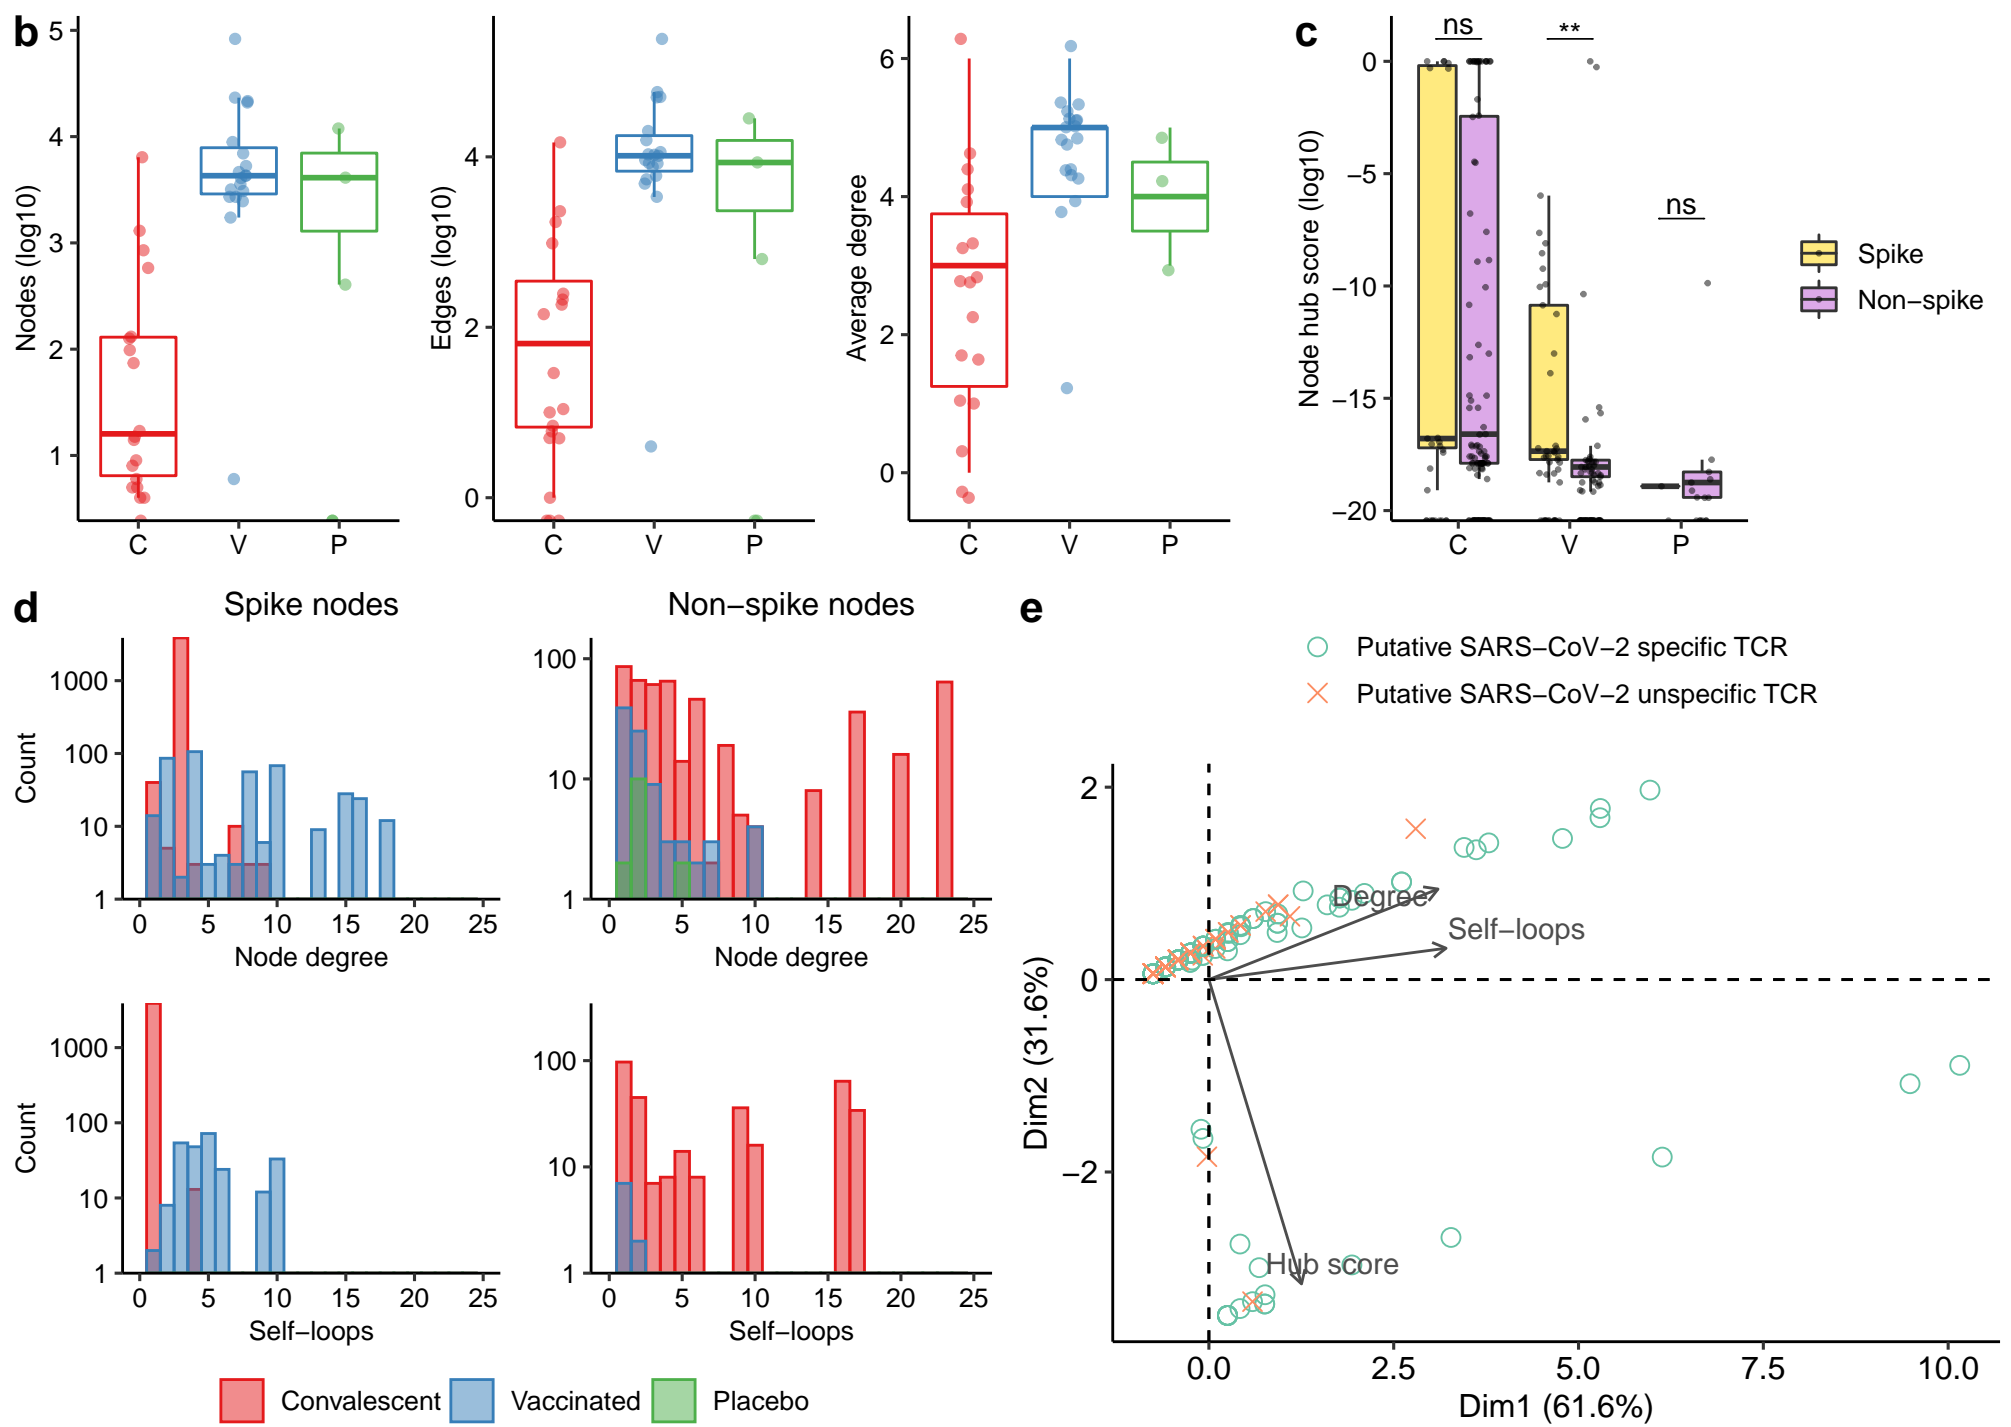 b
Nodes (log10)
5
4
3
2
1
C V P
Edges (log10)
4
2
0
C V P
Average degree
6
4
2
0
C V P
c
Node hub score (log10)
−0
−5
−10
−15
−20
ns
**
ns
C V P
Spike
Non−spike
d
Spike nodes
Count
1000
100
10
1
0 5 10 15 20 25
Node degree
Non−spike nodes
100
10
1
0 5 10 15 20 25
Node degree
Count
1000
100
10
1
0 5 10 15 20 25
Self−loops
100
10
1
0 5 10 15 20 25
Self−loops
Convalescent Vaccinated Placebo
e
Putative SARS−CoV−2 specific TCR
Putative SARS−CoV−2 unspecific TCR
Dim2 (31.6%)
2
0
−2
Degree
Self−loops
Hub score
0.0 2.5 5.0 7.5 10.0
Dim1 (61.6%)